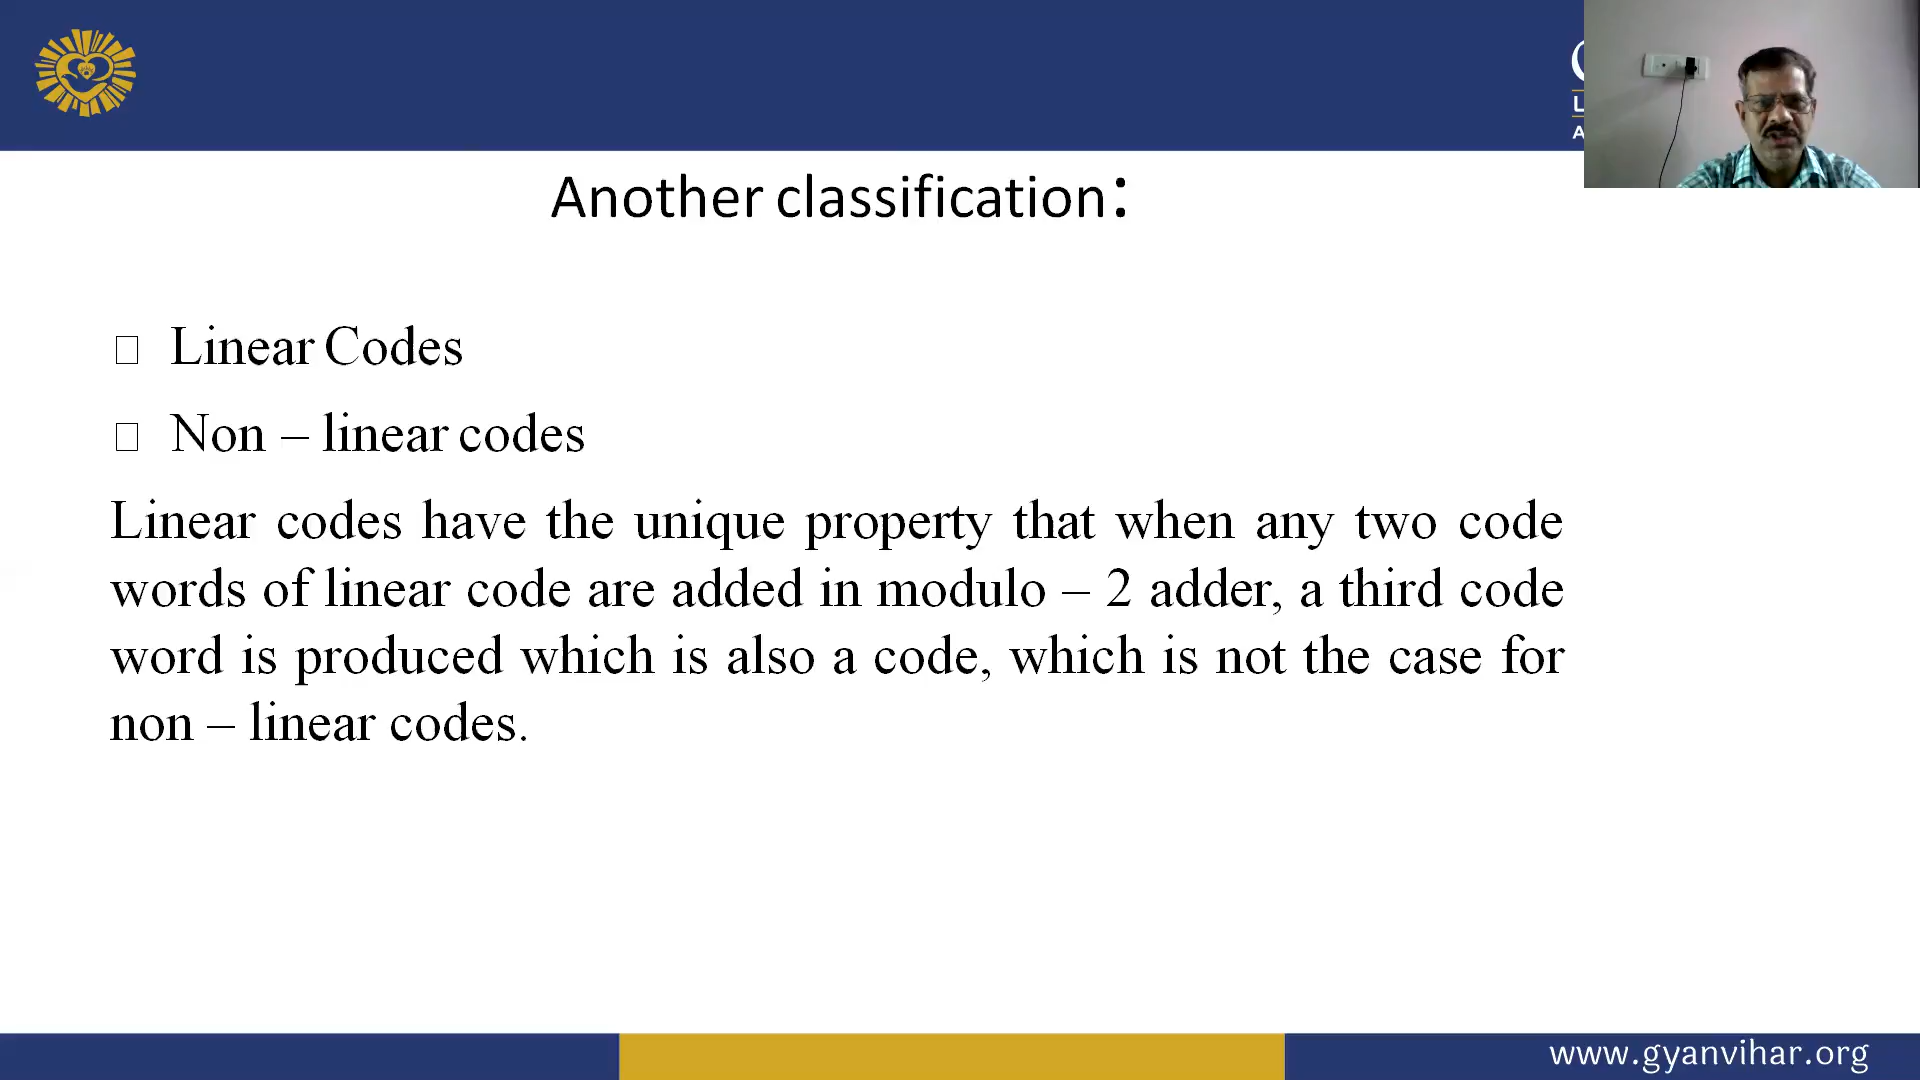 Another classification:
Linear Codes
Non – linear codes
Linear codes have the unique property that when any two code
words of linear code are added in modulo – 2 adder, a third code
word is produced which is also a code, which is not the case for
non – linear codes.
www.gyanvihar.org